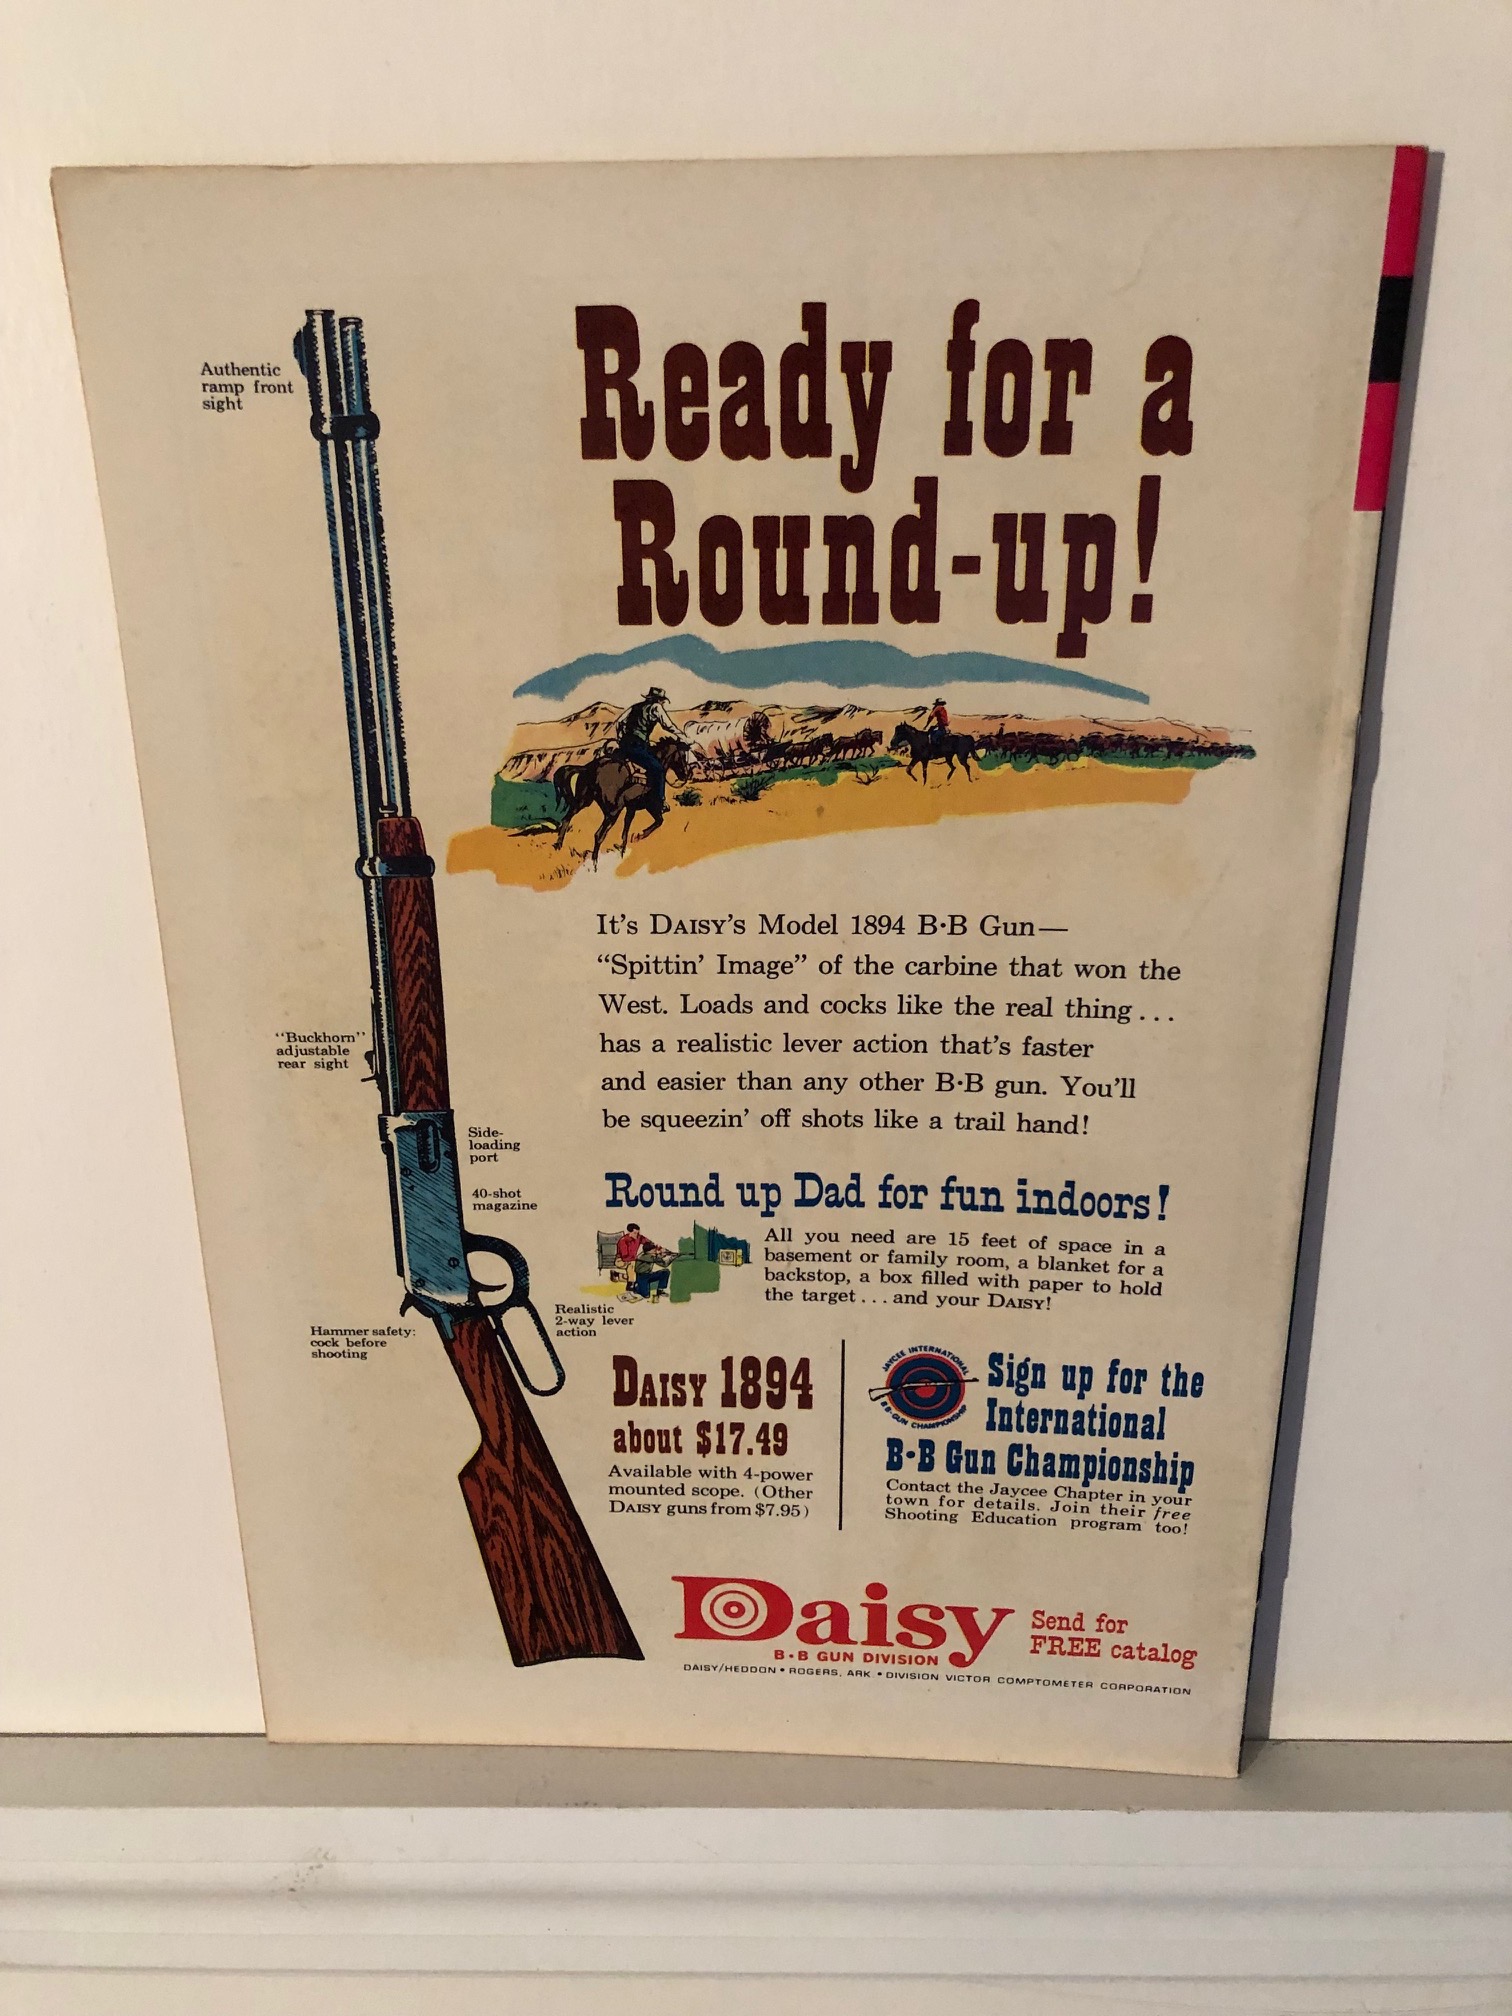 Ready for a
Round-up!
Authentic
ramp front
sight
"Buckhorn"
adjustable
rear sight
Side-
loading
port
40-shot
magazine
Realistic
2-way lever
action
Hammer safety:
cock before
shooting
It's DAISY'S Model 1894 B·B Gun—
"Spittin' Image" of the carbine that won the
West. Loads and cocks like the real thing...
has a realistic lever action that's faster
and easier than any other B·B gun. You'll
be squeezin' off shots like a trail hand!
Round up Dad for fun indoors!
All you need are 15 feet of space in a
basement or family room, a blanket for a
backstop, a box filled with paper to hold
the target...and your DAISY!
DAISY 1894
about $17.49
Available with 4-power
mounted scope. (Other
DAISY guns from $7.95)
JAYCEE INTERNATIONAL
BB-GUN CHAMPIONSHIP
Sign up for the
International
B·B Gun Championship
Contact the Jaycee Chapter in your
town for details. Join their free
Shooting Education program too!
Daisy
B·B GUN DIVISION
Send for
FREE catalog
DAISY/HEDDON • ROGERS, ARK • DIVISION VICTOR COMPTOMETER CORPORATION